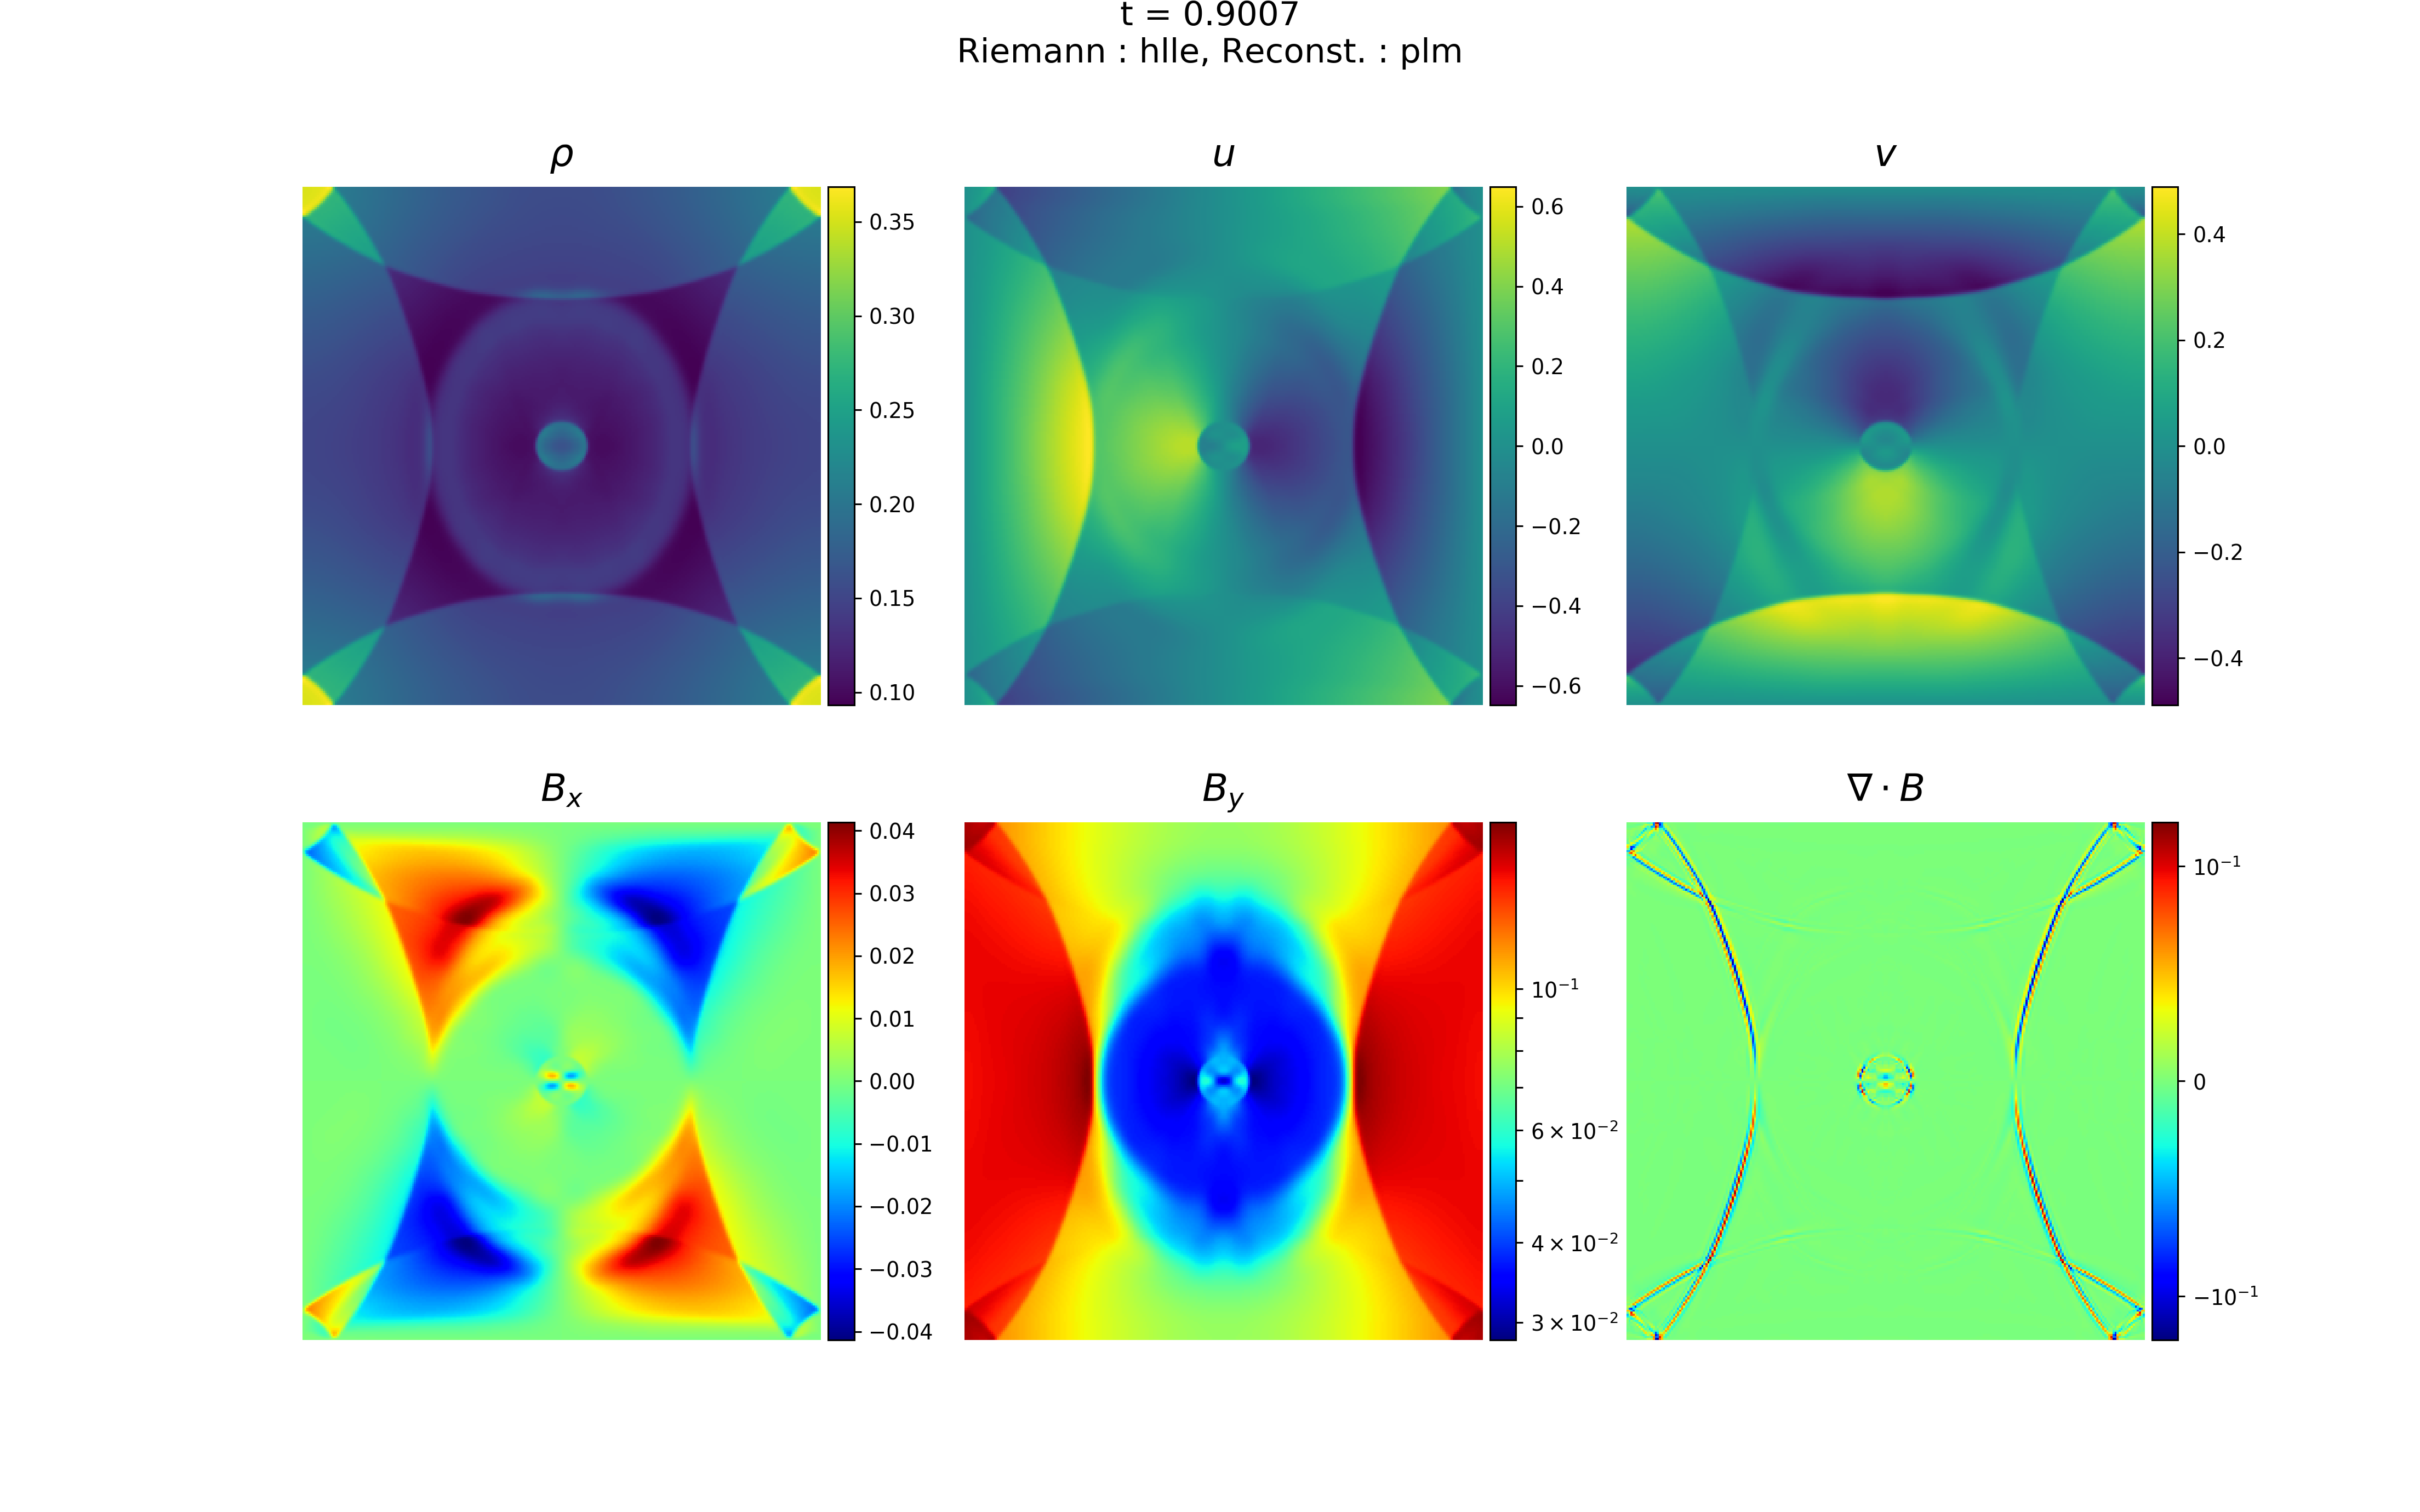 t = 0.9007
Riemann : hlle, Reconst. : plm
ρ
0.35
0.30
0.25
0.20
0.15
0.10
u
0.6
0.4
0.2
0.0
−0.2
−0.4
−0.6
v
0.4
0.2
0.0
−0.2
−0.4
Bₓ
0.04
0.03
0.02
0.01
0.00
−0.01
−0.02
−0.03
−0.04
B_y
10⁻¹
6 × 10⁻²
4 × 10⁻²
3 × 10⁻²
∇ · B
10⁻¹
0
−10⁻¹